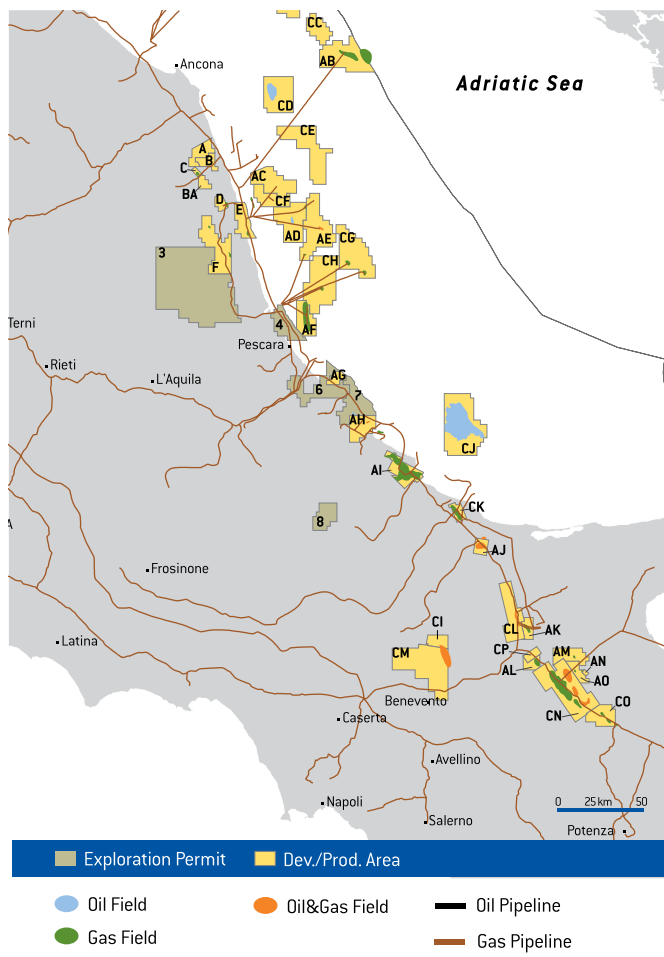 CC
AB
Ancona
Adriatic Sea
CD
CE
A
B
C
BA
AC
CF
D
E
AD
AE
CG
3
F
CH
4
AF
Terni
Pescara
Rieti
L'Aquila
AG
6
7
AH
CJ
AI
CK
8
A
AJ
Frosinone
CL
AK
CI
Latina
CM
CP
AM
AN
AL
AO
Benevento
CN
CO
Caserta
Avellino
Napoli
0 25km 50
Salerno
Potenza
Exploration Permit
Dev./Prod. Area
Oil Field
Oil&Gas Field
Oil Pipeline
Gas Field
Gas Pipeline